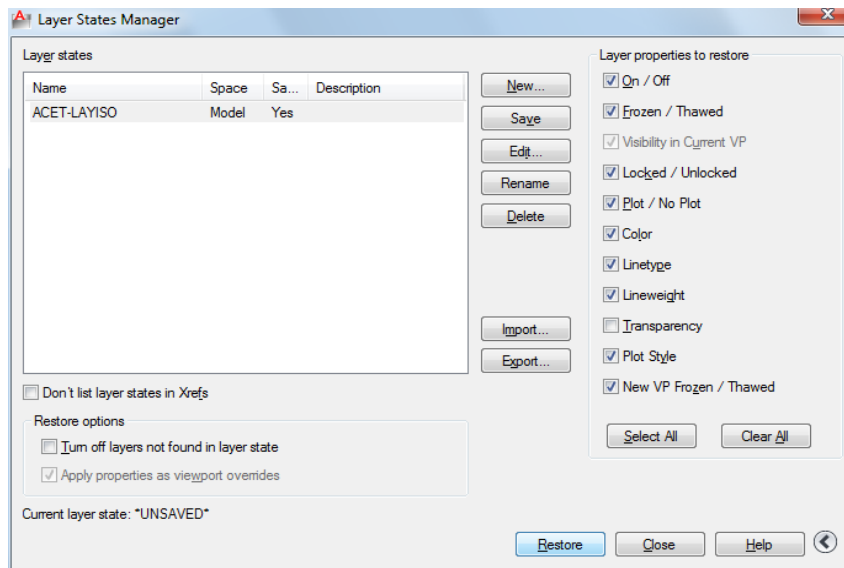 Layer States Manager
Layer states
Name Space Sa... Description
ACET-LAYISO Model Yes
New...
Save
Edit...
Rename
Delete
Import...
Export...
Don't list layer states in Xrefs
Restore options
Turn off layers not found in layer state
Apply properties as viewport overrides
Current layer state: *UNSAVED*
Layer properties to restore
On / Off
Frozen / Thawed
Visibility in Current VP
Locked / Unlocked
Plot / No Plot
Color
Linetype
Lineweight
Transparency
Plot Style
New VP Frozen / Thawed
Select All Clear All
Restore Close Help